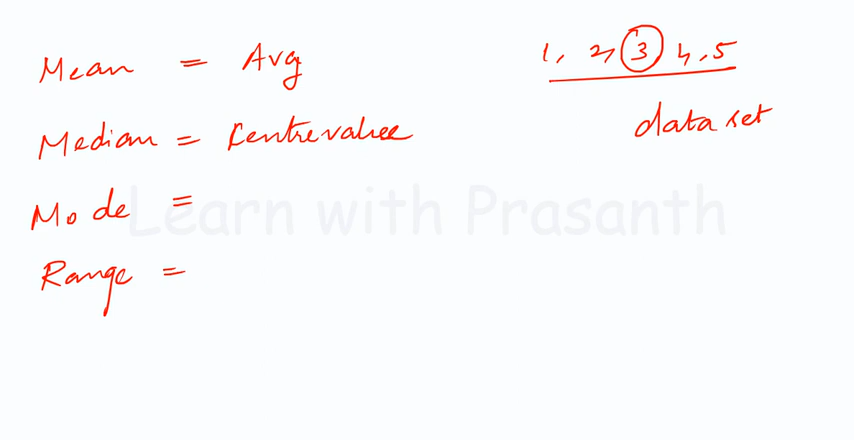 Mean = Avg
1, 2, 3 4, 5
Median = Centrevalue
data set
Mode =
Learn with Prasanth
Range =